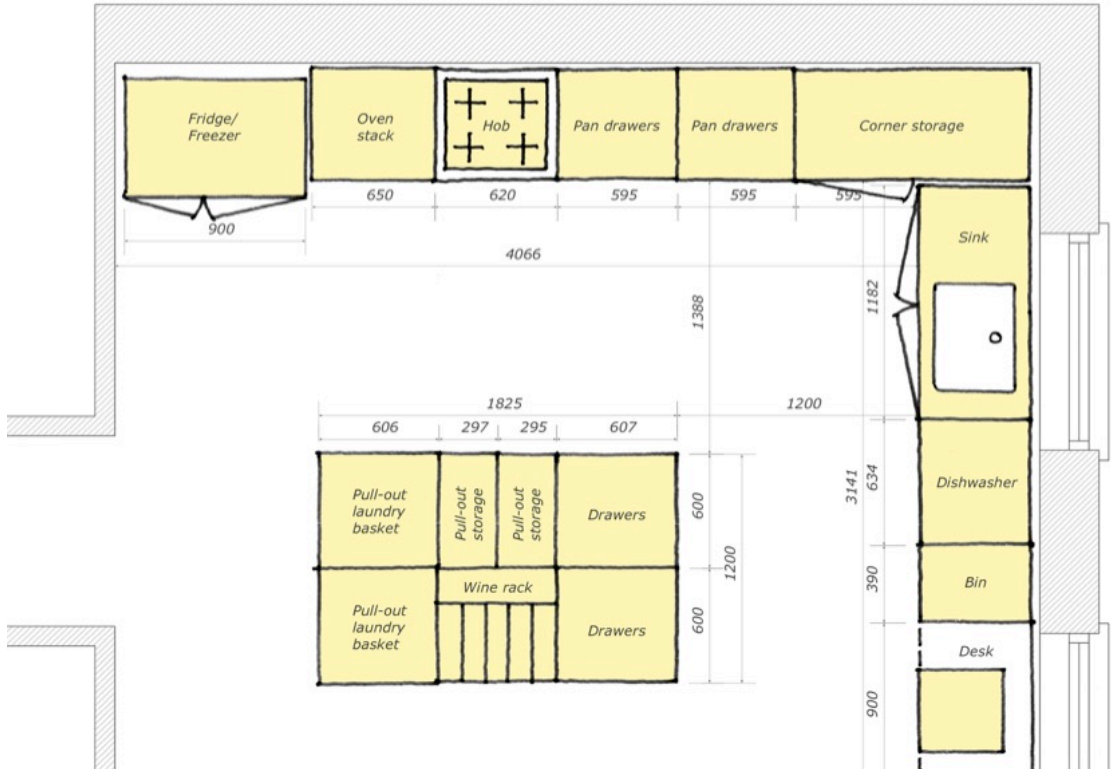 Fridge/
Freezer
Oven
stack
Hob
Pan drawers
Pan drawers
Corner storage
650
620
595
595
595
900
4066
Sink
1388
1182
1825
1200
606
297
295
607
Pull-out
laundry
basket
Pull-out
storage
Pull-out
storage
Drawers
600
1200
3141
634
Dishwasher
Wine rack
390
Bin
Pull-out
laundry
basket
Drawers
600
Desk
900